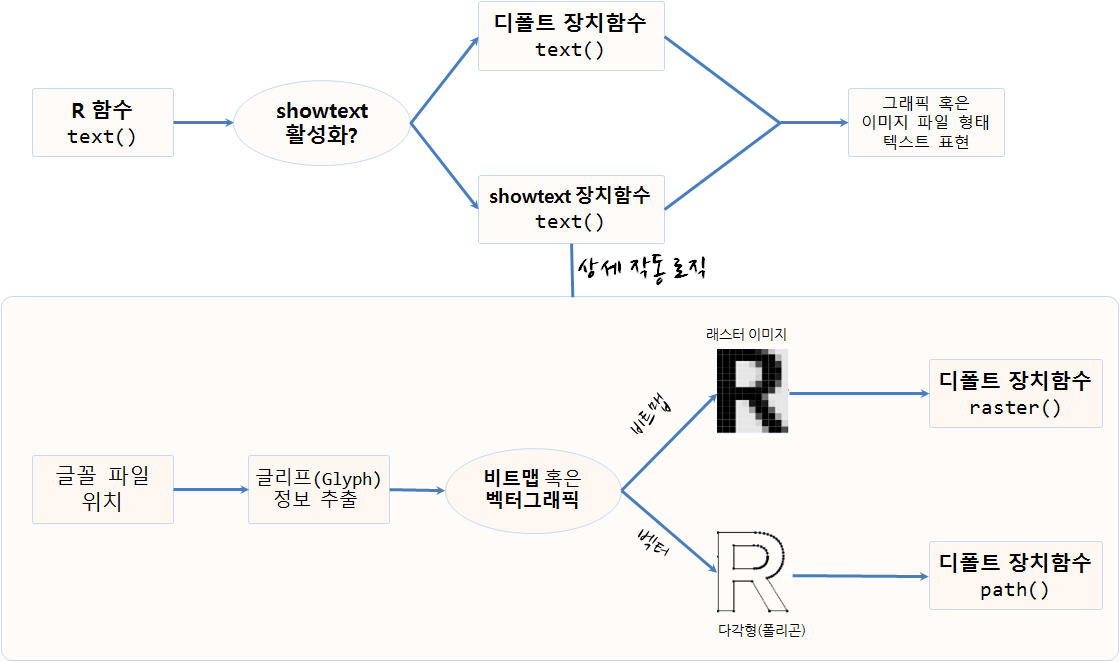 디폴트 장치함수
text()
R 함수
text()
showtext
활성화?
그래픽 혹은
이미지 파일 형태
텍스트 표현
showtext 장치함수
text()
상세 작동 로직
래스터 이미지
비트맵
디폴트 장치함수
raster()
글꼴 파일
위치
글리프(Glyph)
정보 추출
비트맵 혹은
벡터그래픽
벡터
디폴트 장치함수
path()
다각형(폴리곤)